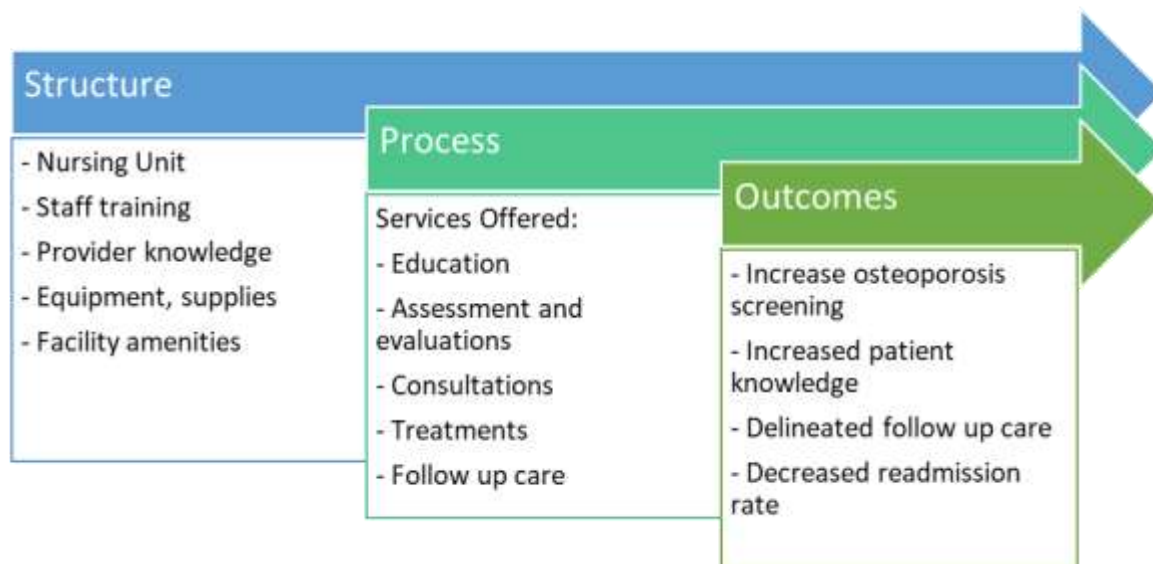 Structure
- Nursing Unit
- Staff training
- Provider knowledge
- Equipment, supplies
- Facility amenities
Process
Services Offered:
- Education
- Assessment and
evaluations
- Consultations
- Treatments
- Follow up care
Outcomes
- Increase osteoporosis
screening
- Increased patient
knowledge
- Delineated follow up care
- Decreased readmission
rate